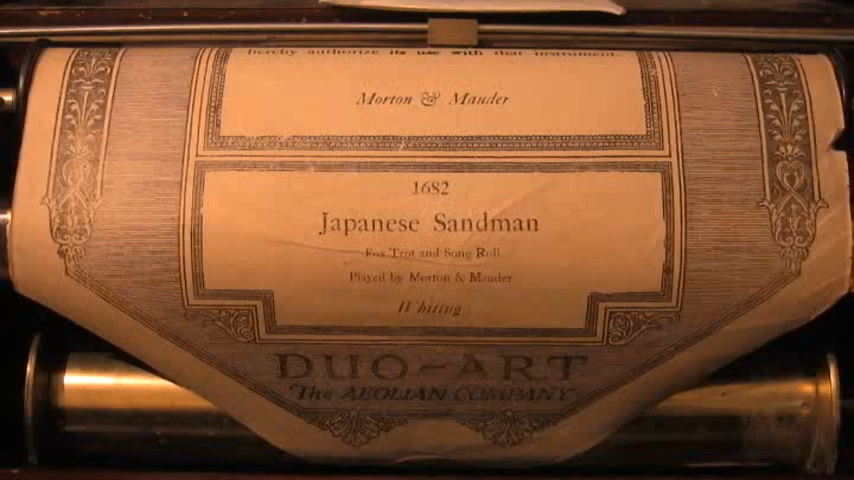 hereby authorize its use with that instrument.
Morton & Mauder
1682
Japanese Sandman
Fox Trot and Song Roll
Played by Morton & Mauder
Whiting
DUO-ART
The AEOLIAN COMPANY